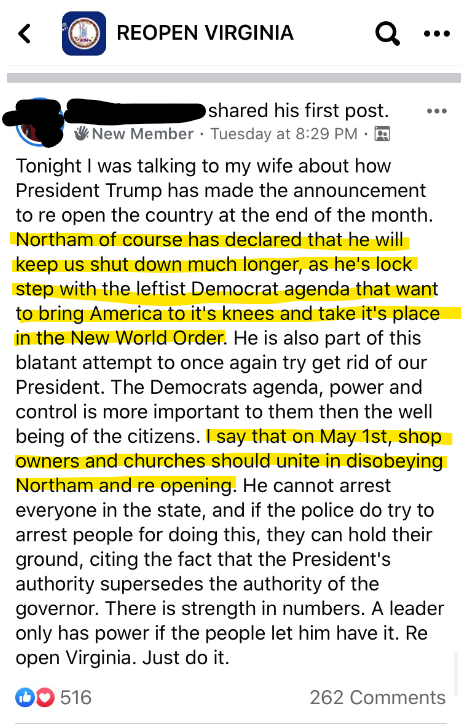 REOPEN VIRGINIA
shared his first post.
New Member · Tuesday at 8:29 PM ·
Tonight I was talking to my wife about how
President Trump has made the announcement
to re open the country at the end of the month.
Northam of course has declared that he will
keep us shut down much longer, as he's lock
step with the leftist Democrat agenda that want
to bring America to it's knees and take it's place
in the New World Order. He is also part of this
blatant attempt to once again try get rid of our
President. The Democrats agenda, power and
control is more important to them then the well
being of the citizens. I say that on May 1st, shop
owners and churches should unite in disobeying
Northam and re opening. He cannot arrest
everyone in the state, and if the police do try to
arrest people for doing this, they can hold their
ground, citing the fact that the President's
authority supersedes the authority of the
governor. There is strength in numbers. A leader
only has power if the people let him have it. Re
open Virginia. Just do it.
516
262 Comments